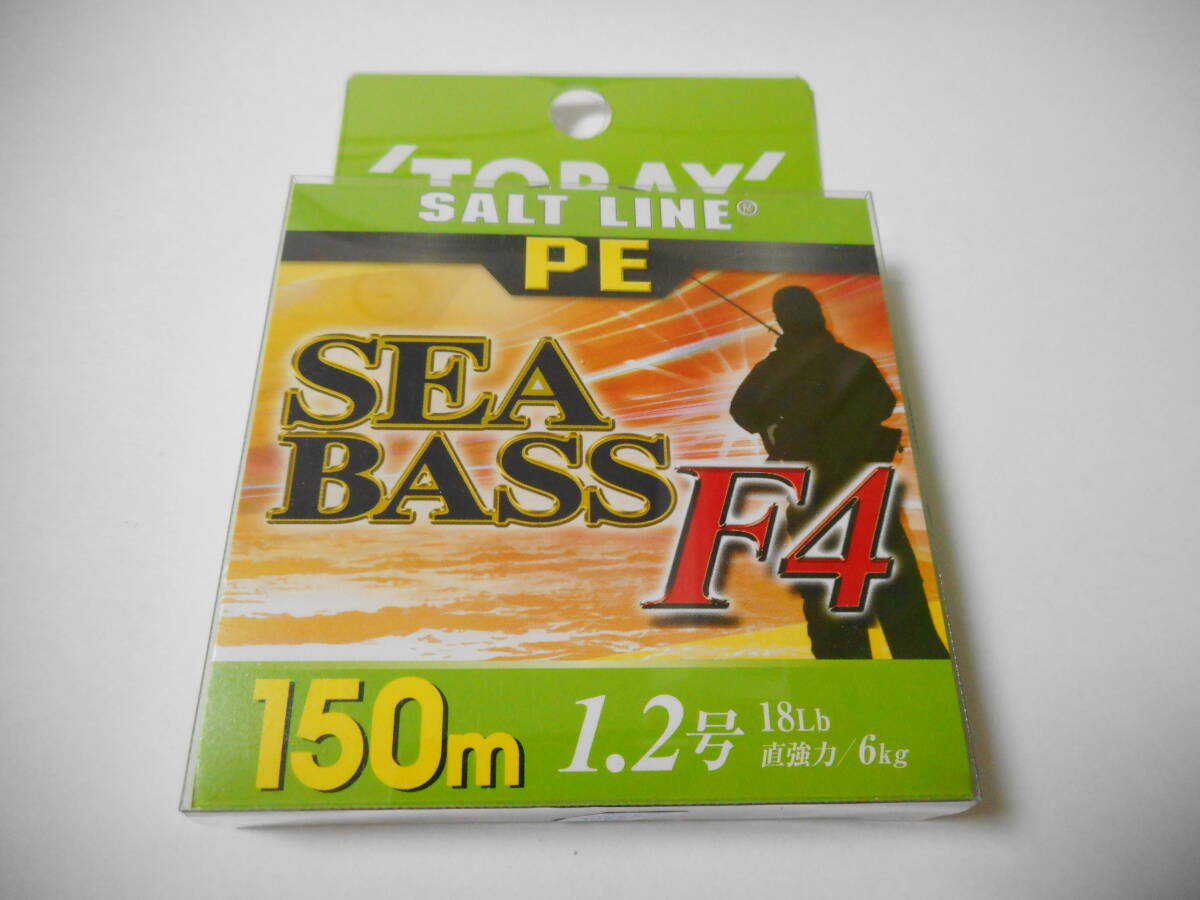 'TORAY'
SALT LINE®
PE
SEA
BASS
F4
150m
1.2号
18Lb
直強力/6kg